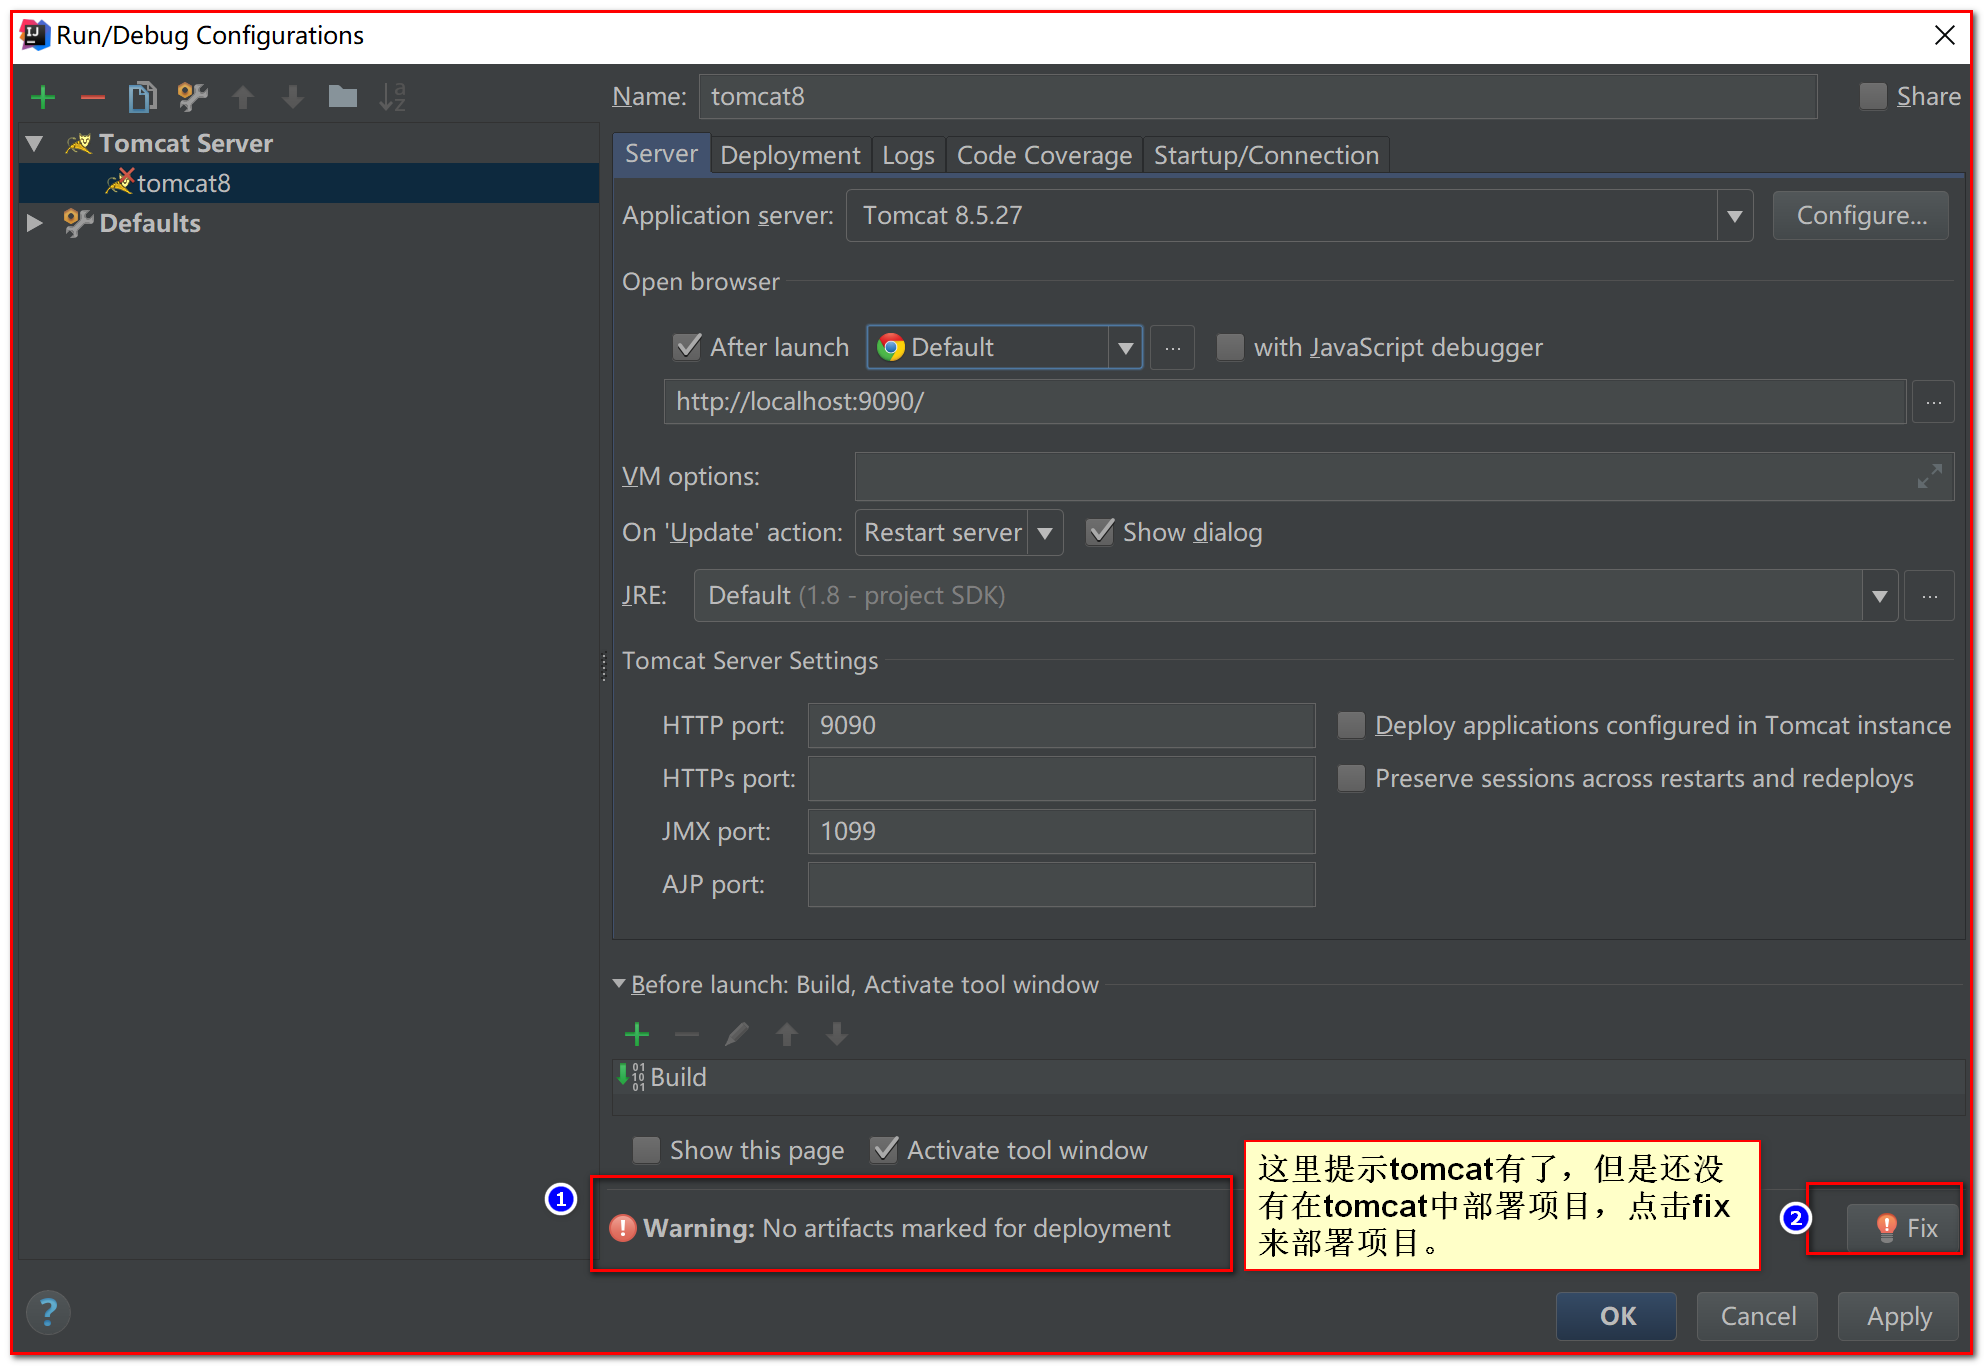 Run/Debug Configurations
Name: tomcat8
Share
Tomcat Server
tomcat8
Defaults
Server Deployment Logs Code Coverage Startup/Connection
Application server: Tomcat 8.5.27 Configure...
Open browser
After launch Default ... with JavaScript debugger
http://localhost:9090/ ...
VM options:
On 'Update' action: Restart server Show dialog
JRE: Default (1.8 - project SDK) ...
Tomcat Server Settings
HTTP port: 9090 Deploy applications configured in Tomcat instance
HTTPs port: Preserve sessions across restarts and redeploys
JMX port: 1099
AJP port:
Before launch: Build, Activate tool window
Build
Show this page Activate tool window
1
Warning: No artifacts marked for deployment
这里提示tomcat有了，但是还没
有在tomcat中部署项目，点击fix
来部署项目。
2
Fix
?
OK Cancel Apply